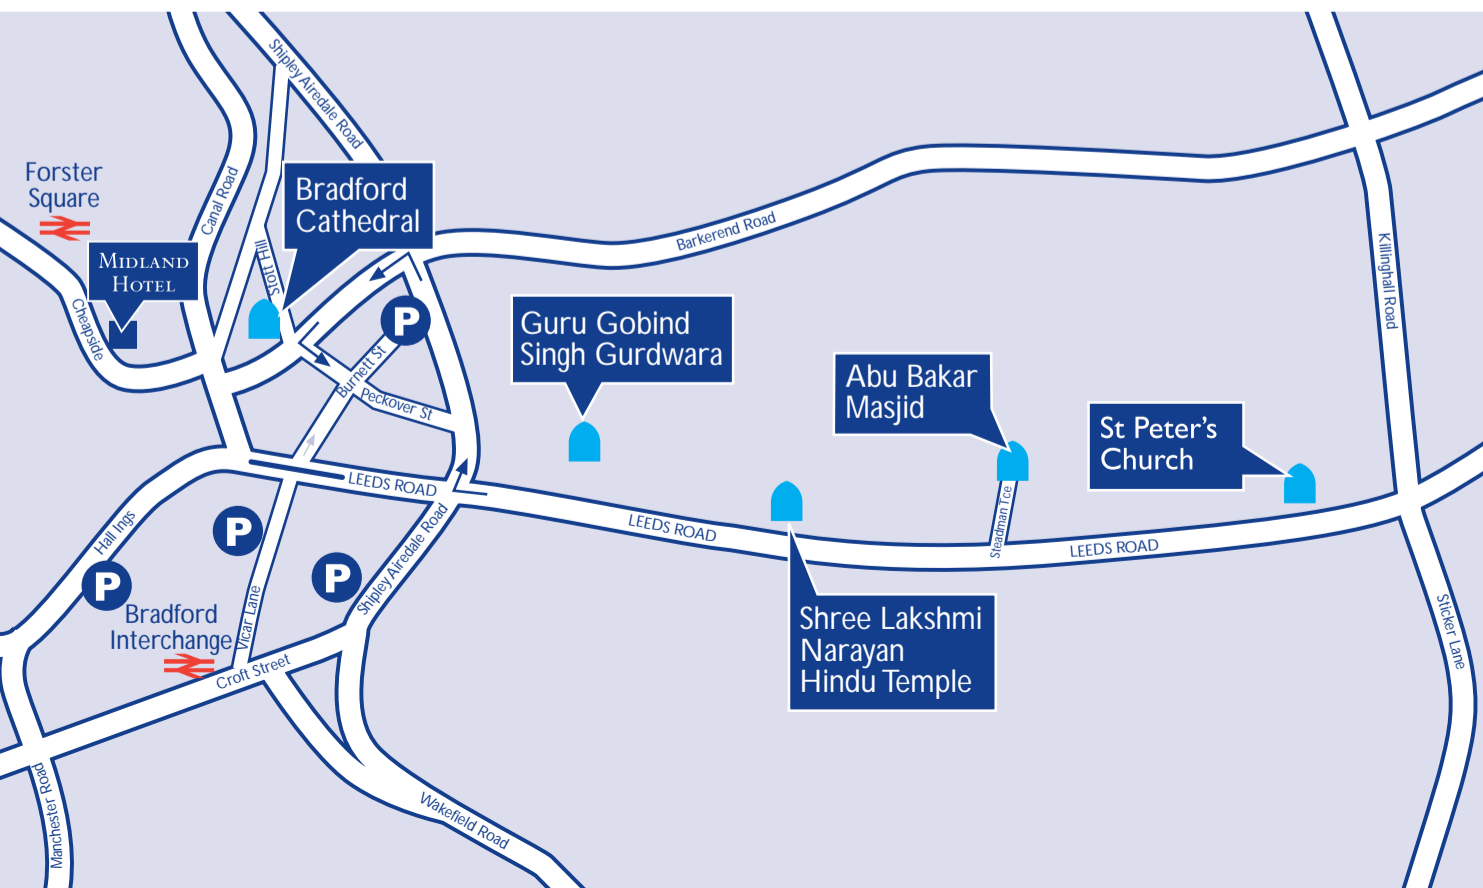 Shipley Airedale Road
Forster
Square
Canal Road
Bradford
Cathedral
Barkerend Road
MIDLAND
HOTEL
Stott Hill
Killinghall Road
Cheapside
P
Guru Gobind
Singh Gurdwara
Burnett St
Peckover St
Abu Bakar
Masjid
St Peter’s
Church
LEEDS ROAD
Hall Ings
P
LEEDS ROAD
Steadman Tce
LEEDS ROAD
Shipley Airedale Road
P
P
Bradford
Interchange
Vicar Lane
Shree Lakshmi
Narayan
Hindu Temple
Sticker Lane
Croft Street
Manchester Road
Wakefield Road